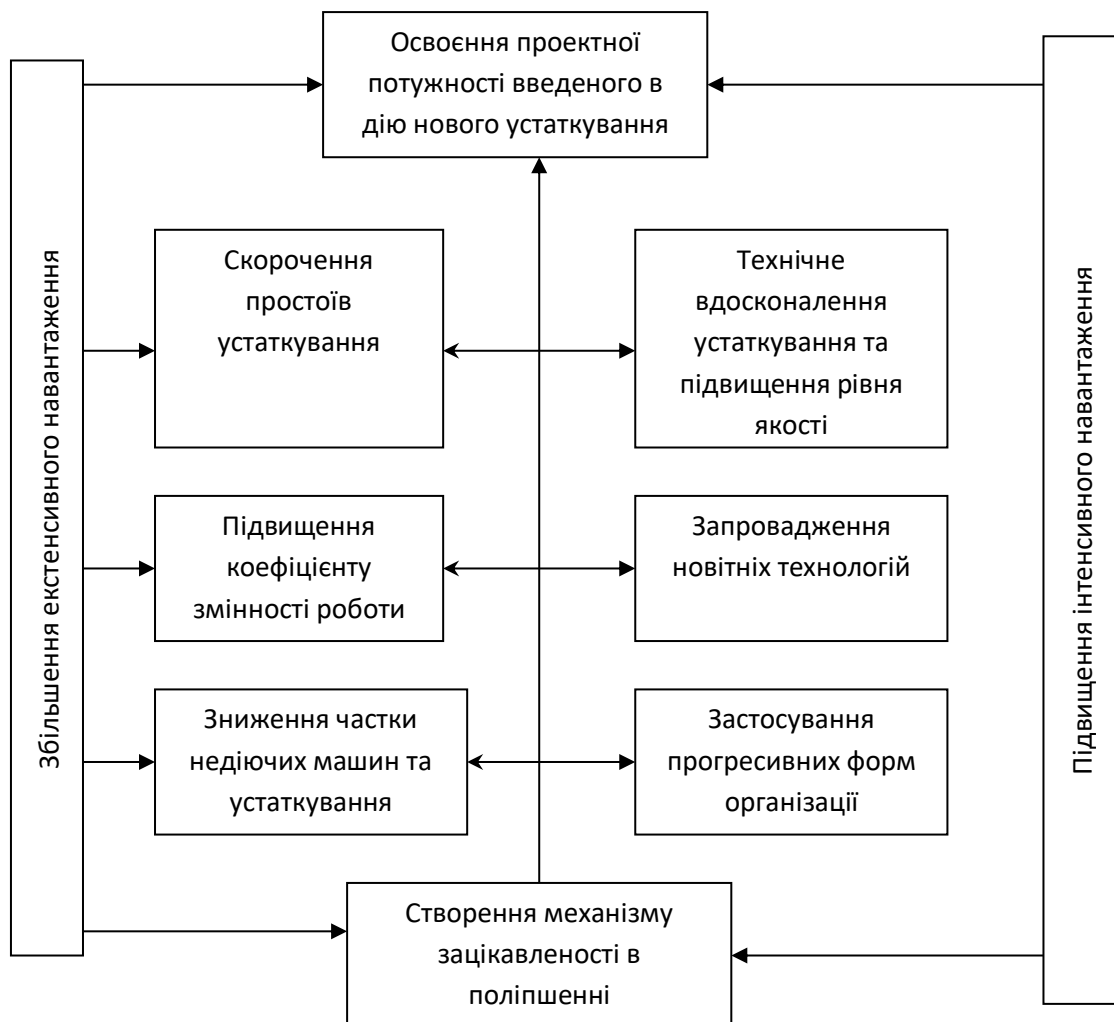 Освоєння проектної
потужності введеного в
дію нового устаткування
Збільшення екстенсивного навантаження
Підвищення інтенсивного навантаження
Скорочення
простоїв
устаткування
Технічне
вдосконалення
устаткування та
підвищення рівня
якості
Підвищення
коефіцієнту
змінності роботи
Запровадження
новітніх технологій
Зниження частки
недіючих машин та
устаткування
Застосування
прогресивних форм
організації
Створення механізму
зацікавленості в
поліпшенні